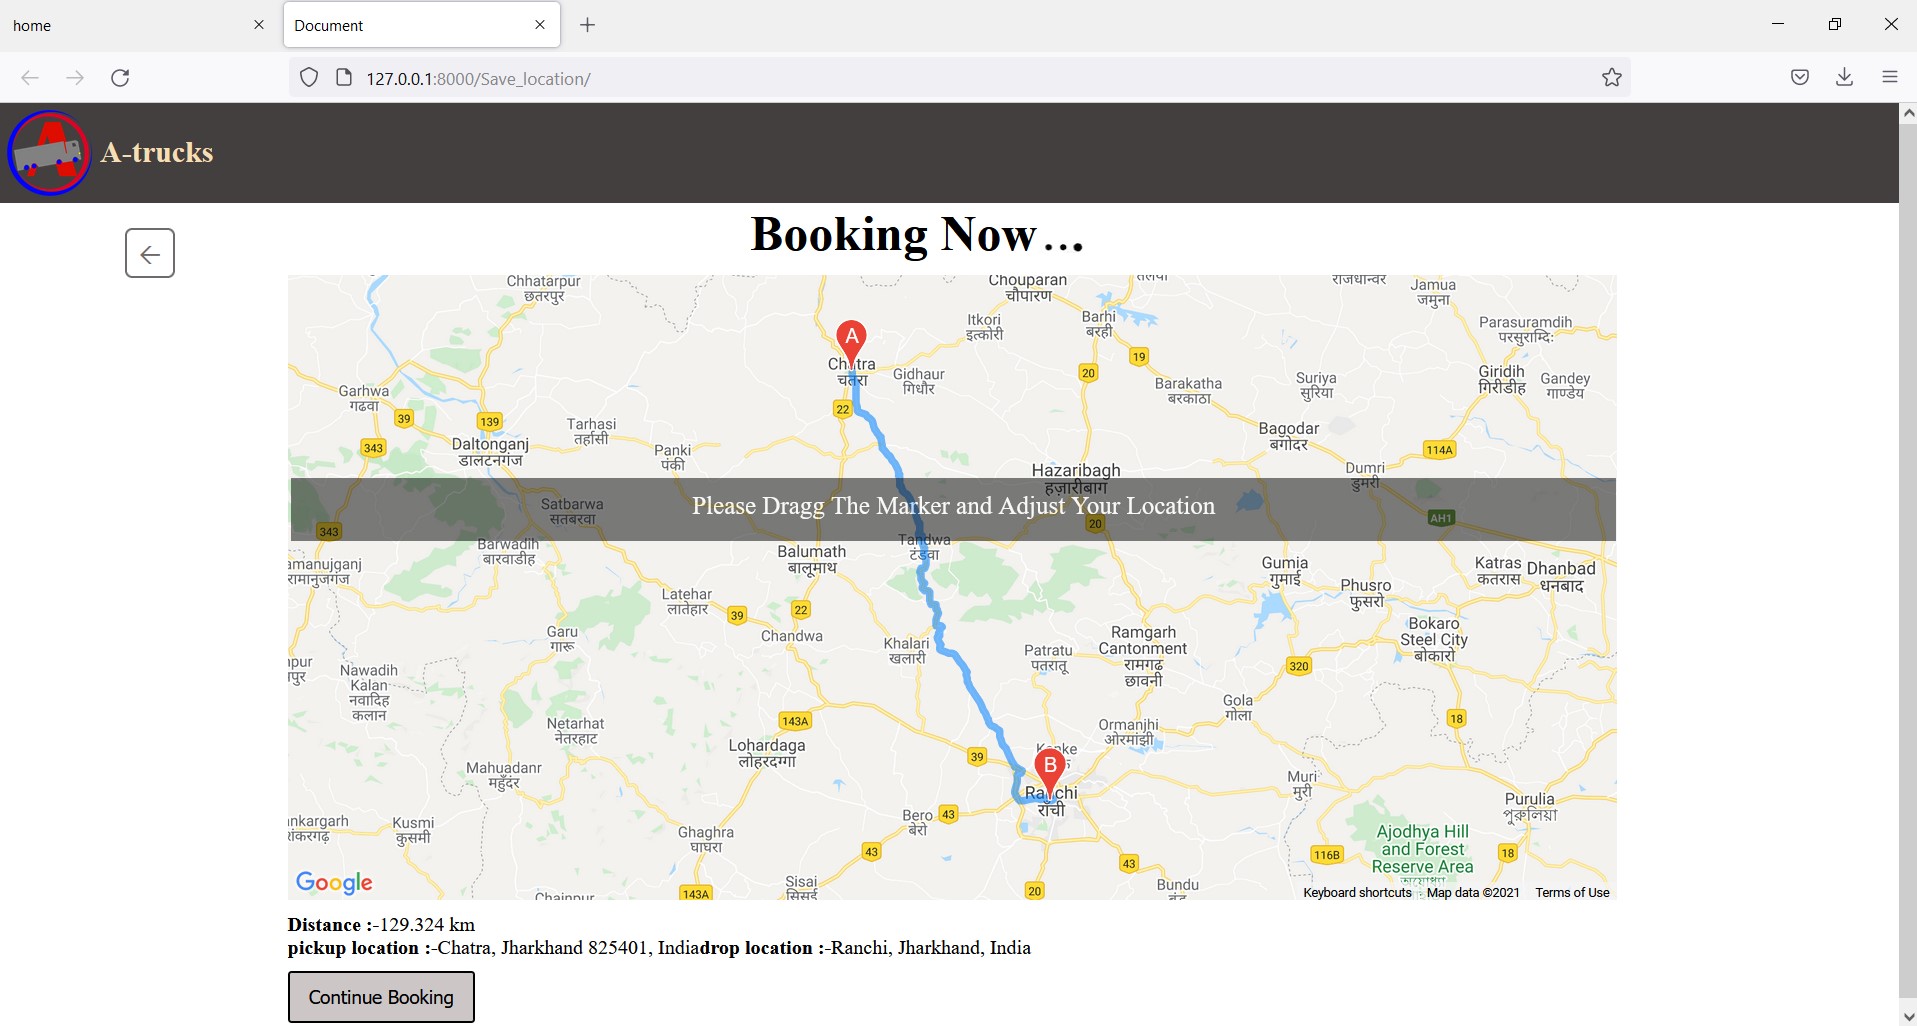 home
Document
127.0.0.1:8000/Save_location/
A
A-trucks
Booking Now...
Chhatarpur
छतरपुर
Chouparan
चौपारण
Jamua
जमुना
Itkori
इटकोरी
Barhi
बरही
Parasuramdih
A
Chatra
चतरा
Gidhaur
गिधौर
19
20
Giridih
गिरीडीह
Gandey
गाण्डेय
Garhwa
गढवा
Barakatha
बरकाठा
Suriya
सुरिया
39
139
22
Tarhasi
तर्हासी
Bagodar
बगोदर
343
Daltonganj
डालटनगंज
Panki
पंकी
114A
Hazaribagh
हज़ारीबाग
Dumri
डुमरी
Please Dragg The Marker and Adjust Your Location
Satbarwa
सतबरवा
343
20
AH1
Barwadih
बारवाडीह
Balumath
बालूमाथ
Tandwa
टंडवा
amanujganj
रामानुजगंज
Gumia
गुमाई
Katras
कतरास
Dhanbad
धनबाद
Phusro
फुसरो
Latehar
लातेहार
39
22
Garu
गारू
Chandwa
Khalari
खलारी
Ramgarh
Cantonment
रामगढ
छावनी
Bokaro
Steel City
बोकारो
Patratu
पतरातू
npur
320
Nawadih
Kalan
नवादिह
कलान
Gola
गोला
Netarhat
नेतरहाट
143A
Ormanjhi
ओरमांझी
18
Lohardaga
लोहरदग्गा
39
Kanke
Mahuadanr
महुँदंर
B
Ranchi
राँची
Muri
मुरी
Purulia
পুরুলিয়া
ankargarh
Kusmi
कुसमी
Bero
बेरो
43
Ghaghra
घाघरा
Ajodhya Hill
and Forest
Reserve Area
43
43
116B
18
Google
Sisai
सिसई
143A
20
Bundu
Chainpur
Keyboard shortcuts
Map data ©2021
Terms of Use
Distance :-129.324 km
pickup location :-Chatra, Jharkhand 825401, Indiadrop location :-Ranchi, Jharkhand, India
Continue Booking